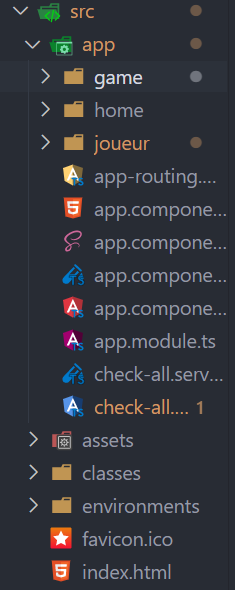 src
app
game
home
joueur
app-routing....
app.compone...
app.compone...
app.compone...
app.compone...
app.module.ts
check-all.serv...
check-all.... 1
assets
classes
environments
favicon.ico
index.html